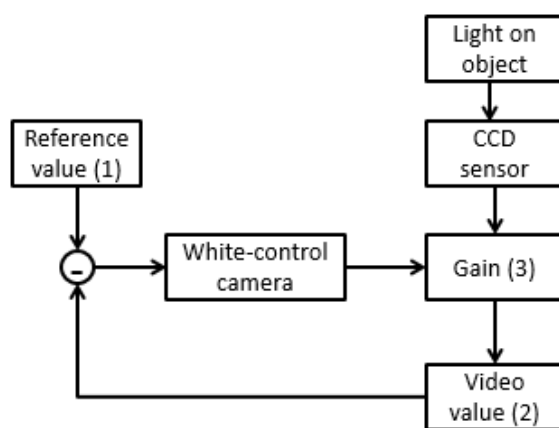 Light on
object
Reference
value (1)
CCD
sensor
-
White-control
camera
Gain (3)
Video
value (2)